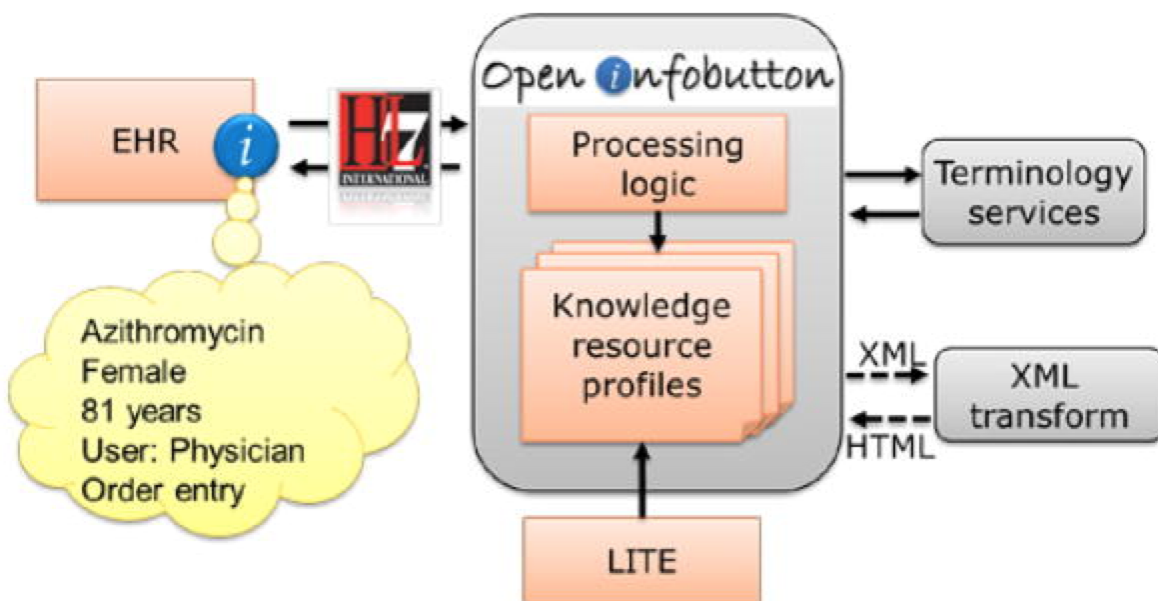 Open infobutton
EHR
i
HL7
INTERNATIONAL
Processing
logic
Terminology
services
Knowledge
resource
profiles
Azithromycin
Female
81 years
User: Physician
Order entry
XML
XML
transform
HTML
LITE